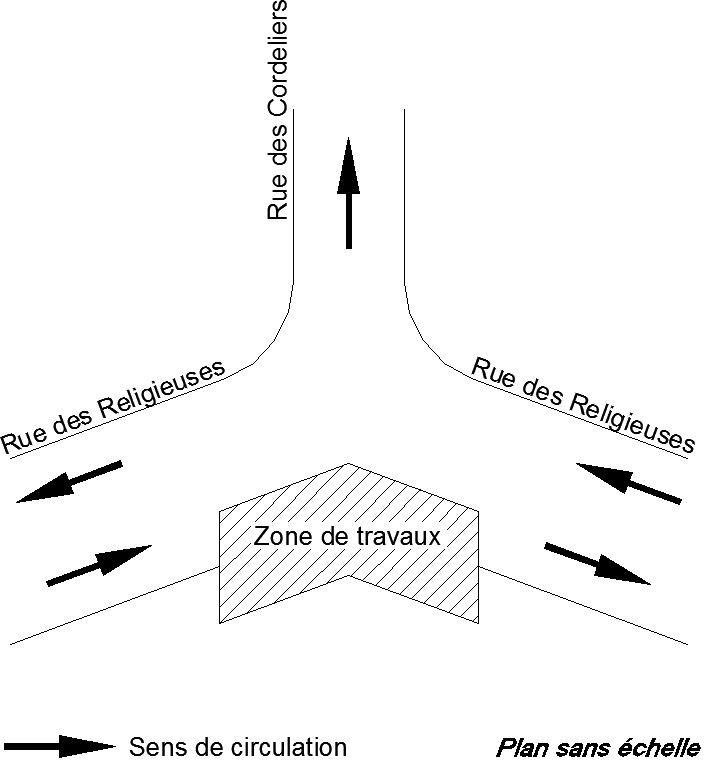 Rue des Cordeliers
Rue des Religieuses
Rue des Religieuses
Zone de travaux
Sens de circulation
Plan sans échelle